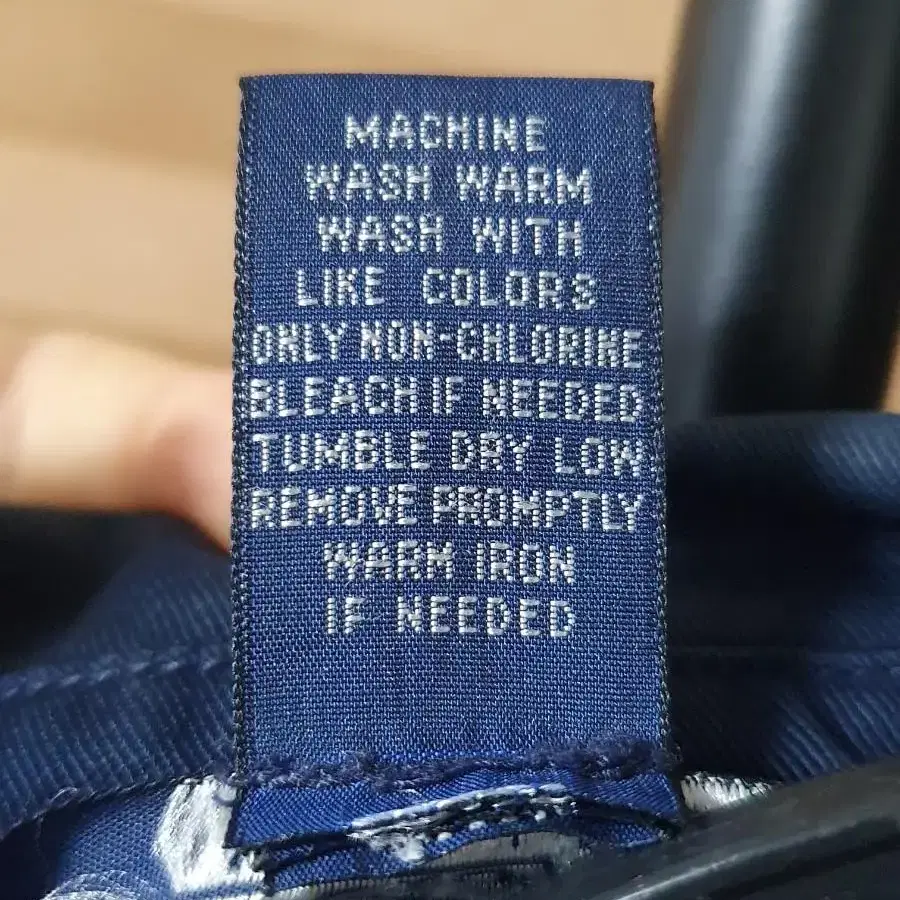 MACHINE
WASH WARM
WASH WITH
LIKE COLORS
ONLY NON-CHLORINE
BLEACH IF NEEDED
TUMBLE DRY LOW
REMOVE PROMPTLY
WARM IRON
IF NEEDED